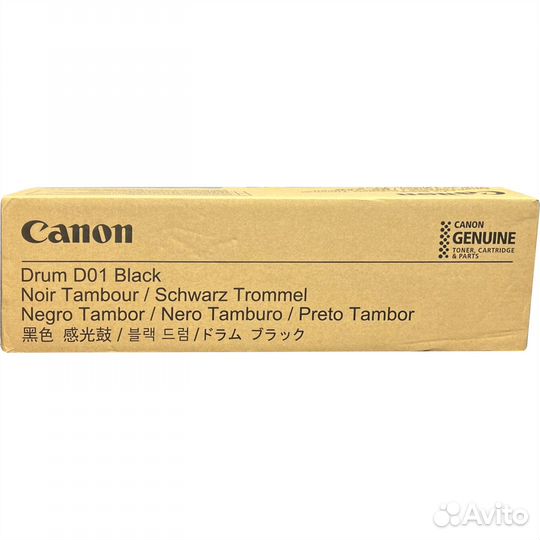 Canon
CANON
GENUINE
TONER, CARTRIDGE
& PARTS
Drum D01 Black
Noir Tambour / Schwarz Trommel
Negro Tambor / Nero Tamburo / Preto Tambor
黑色 感光鼓 / 블랙 드럼 / ドラム ブラック
Avito